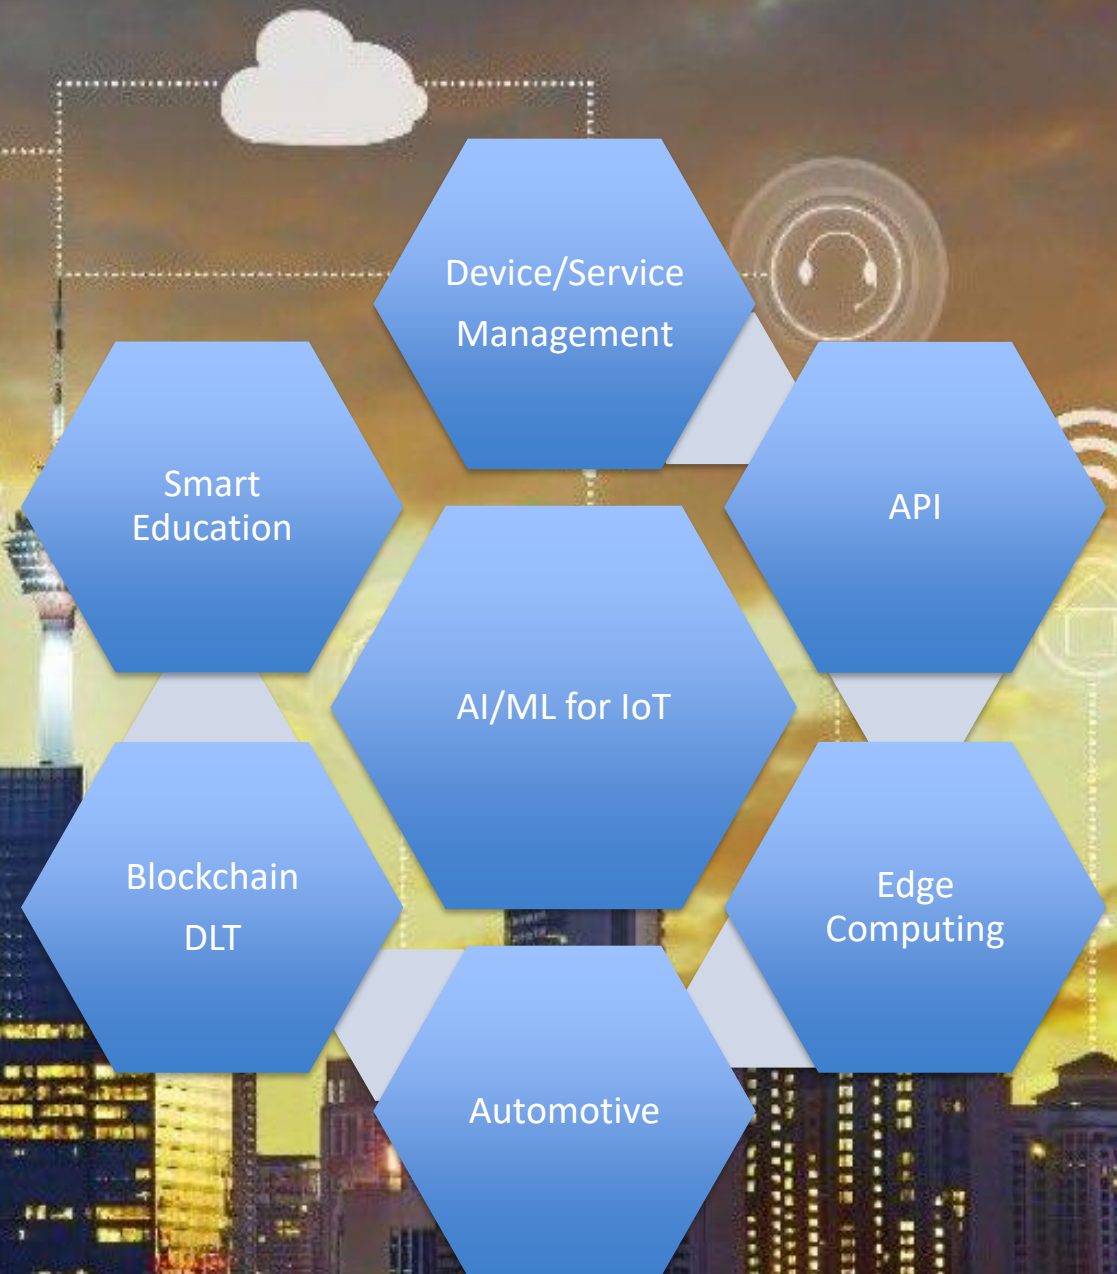 Device/Service
Management
Smart
Education
API
AI/ML for IoT
Blockchain
DLT
Edge
Computing
Automotive